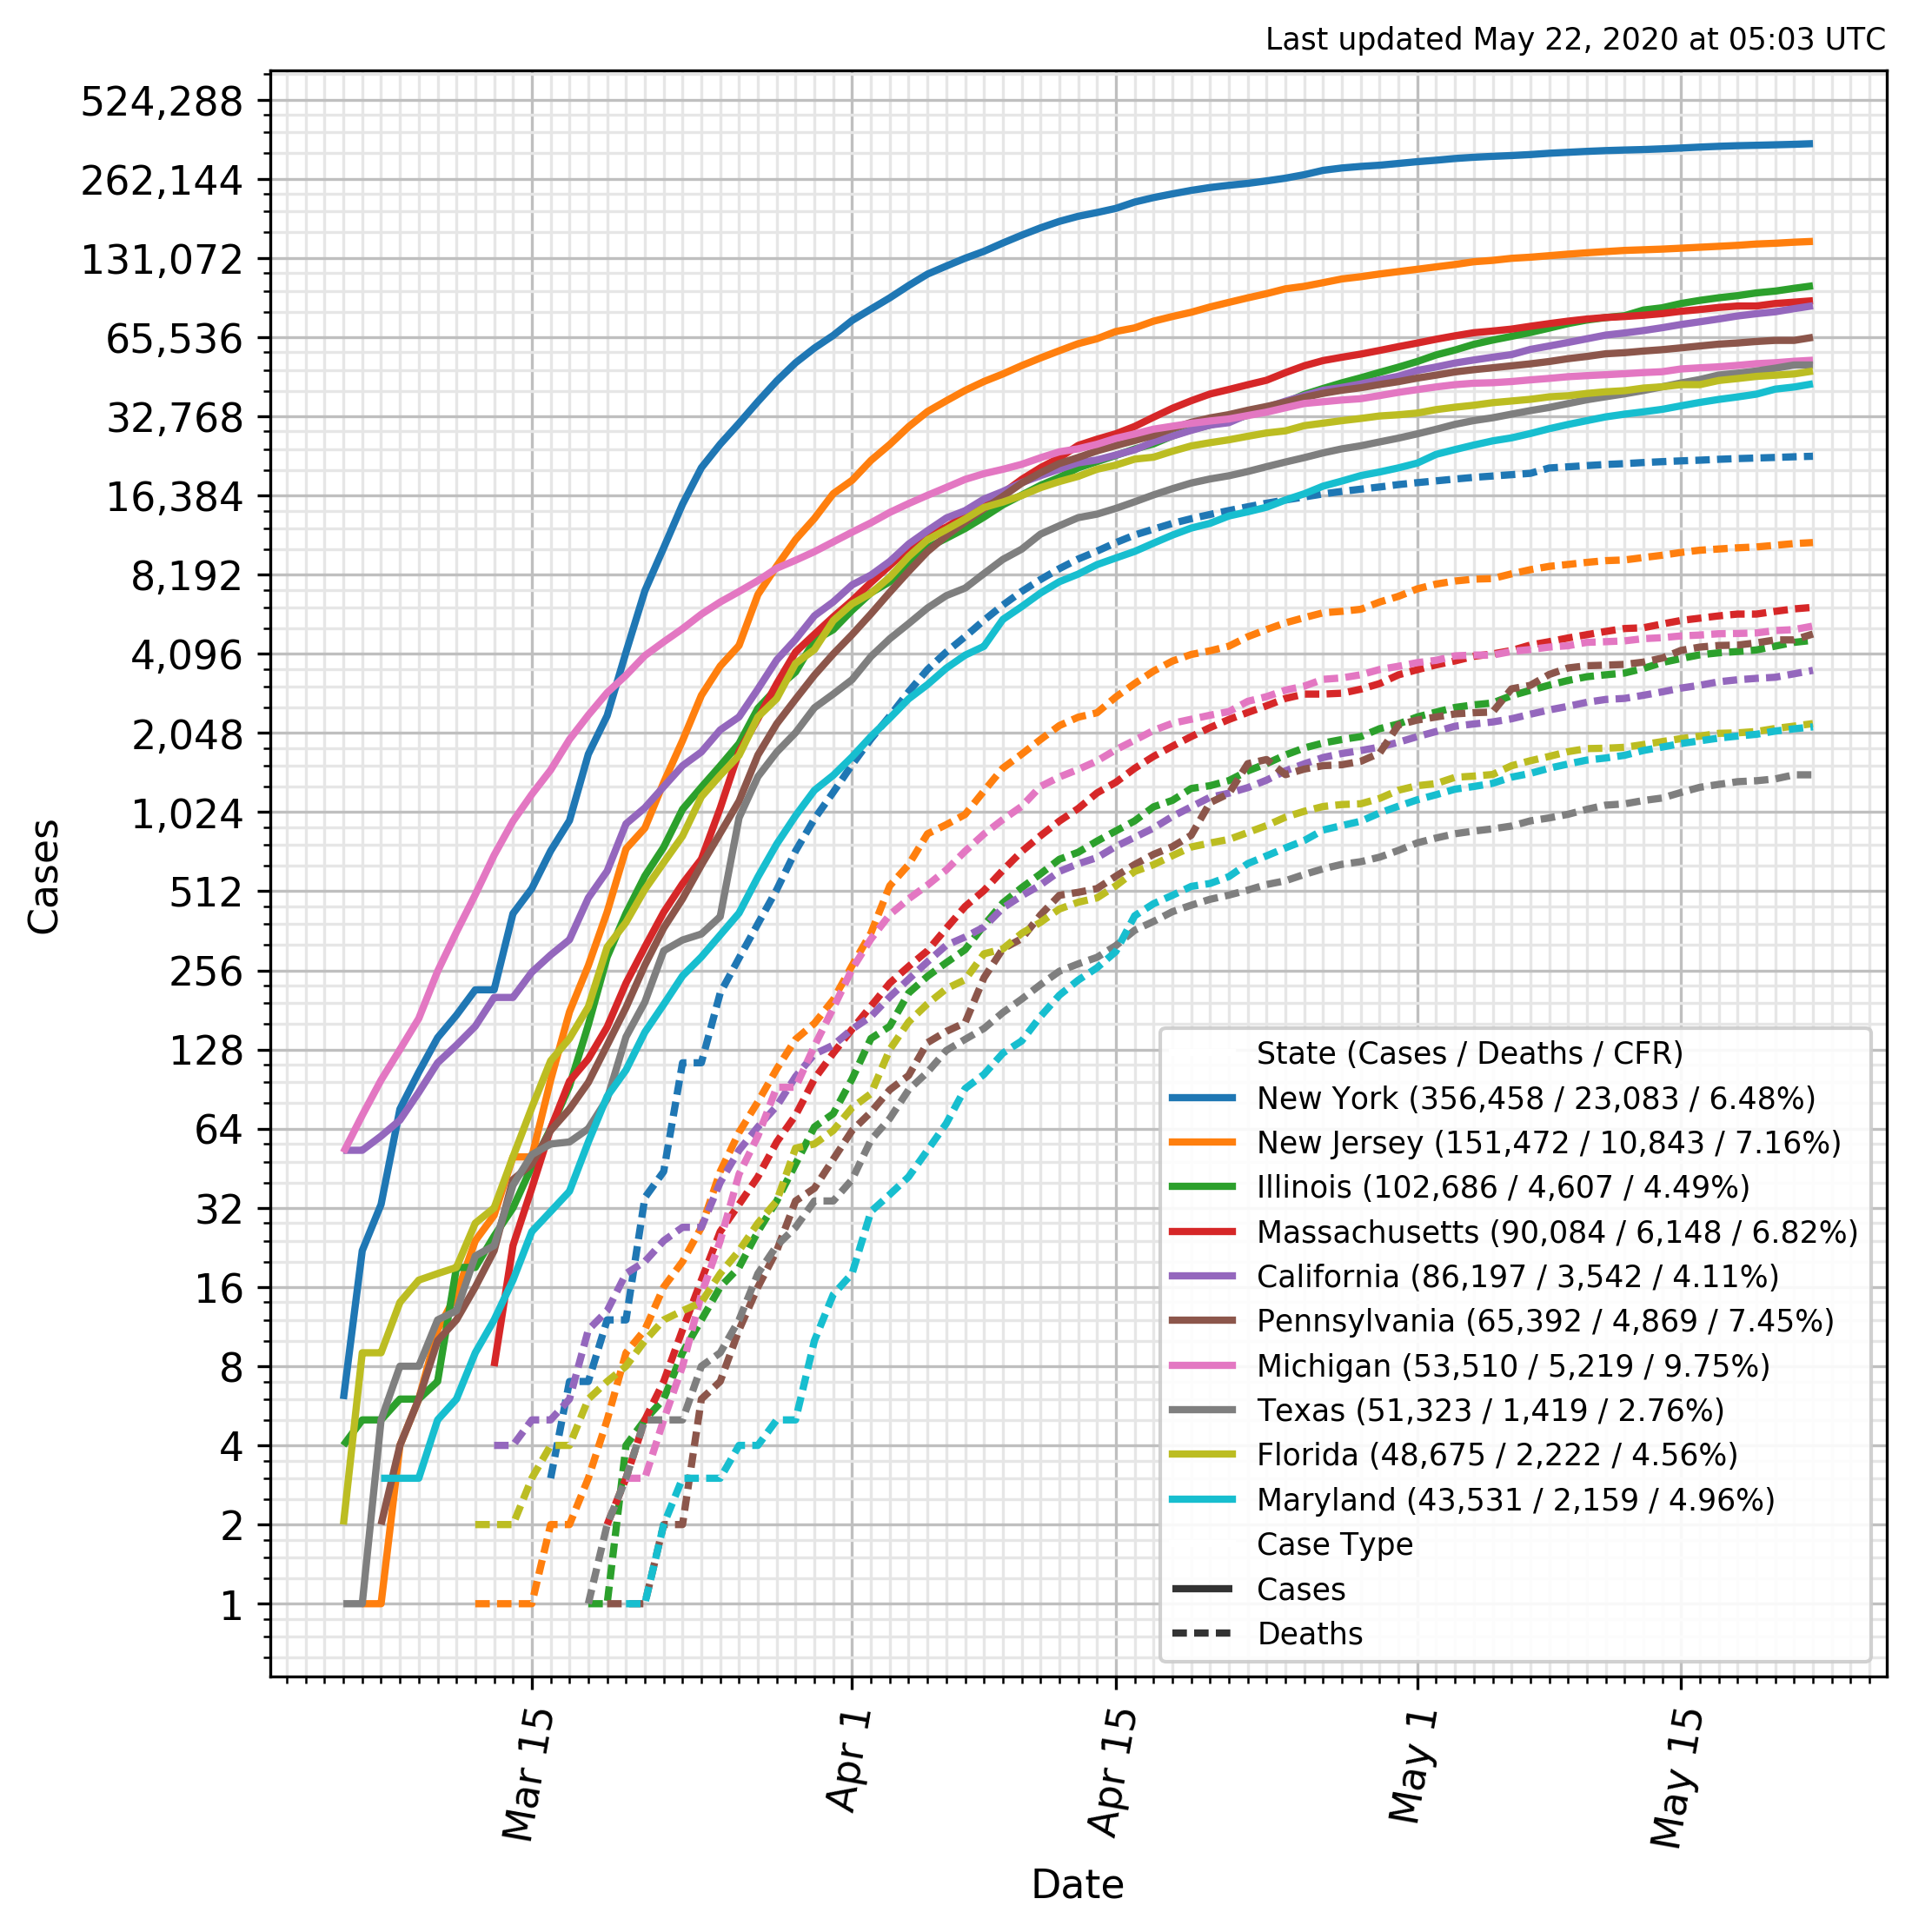 Last updated May 22, 2020 at 05:03 UTC
524,288
262,144
131,072
65,536
32,768
16,384
8,192
4,096
2,048
1,024
512
256
128
64
32
16
8
4
2
1
Cases
State (Cases / Deaths / CFR)
New York (356,458 / 23,083 / 6.48%)
New Jersey (151,472 / 10,843 / 7.16%)
Illinois (102,686 / 4,607 / 4.49%)
Massachusetts (90,084 / 6,148 / 6.82%)
California (86,197 / 3,542 / 4.11%)
Pennsylvania (65,392 / 4,869 / 7.45%)
Michigan (53,510 / 5,219 / 9.75%)
Texas (51,323 / 1,419 / 2.76%)
Florida (48,675 / 2,222 / 4.56%)
Maryland (43,531 / 2,159 / 4.96%)
Case Type
Cases
Deaths
Mar 15
Apr 1
Apr 15
May 1
May 15
Date